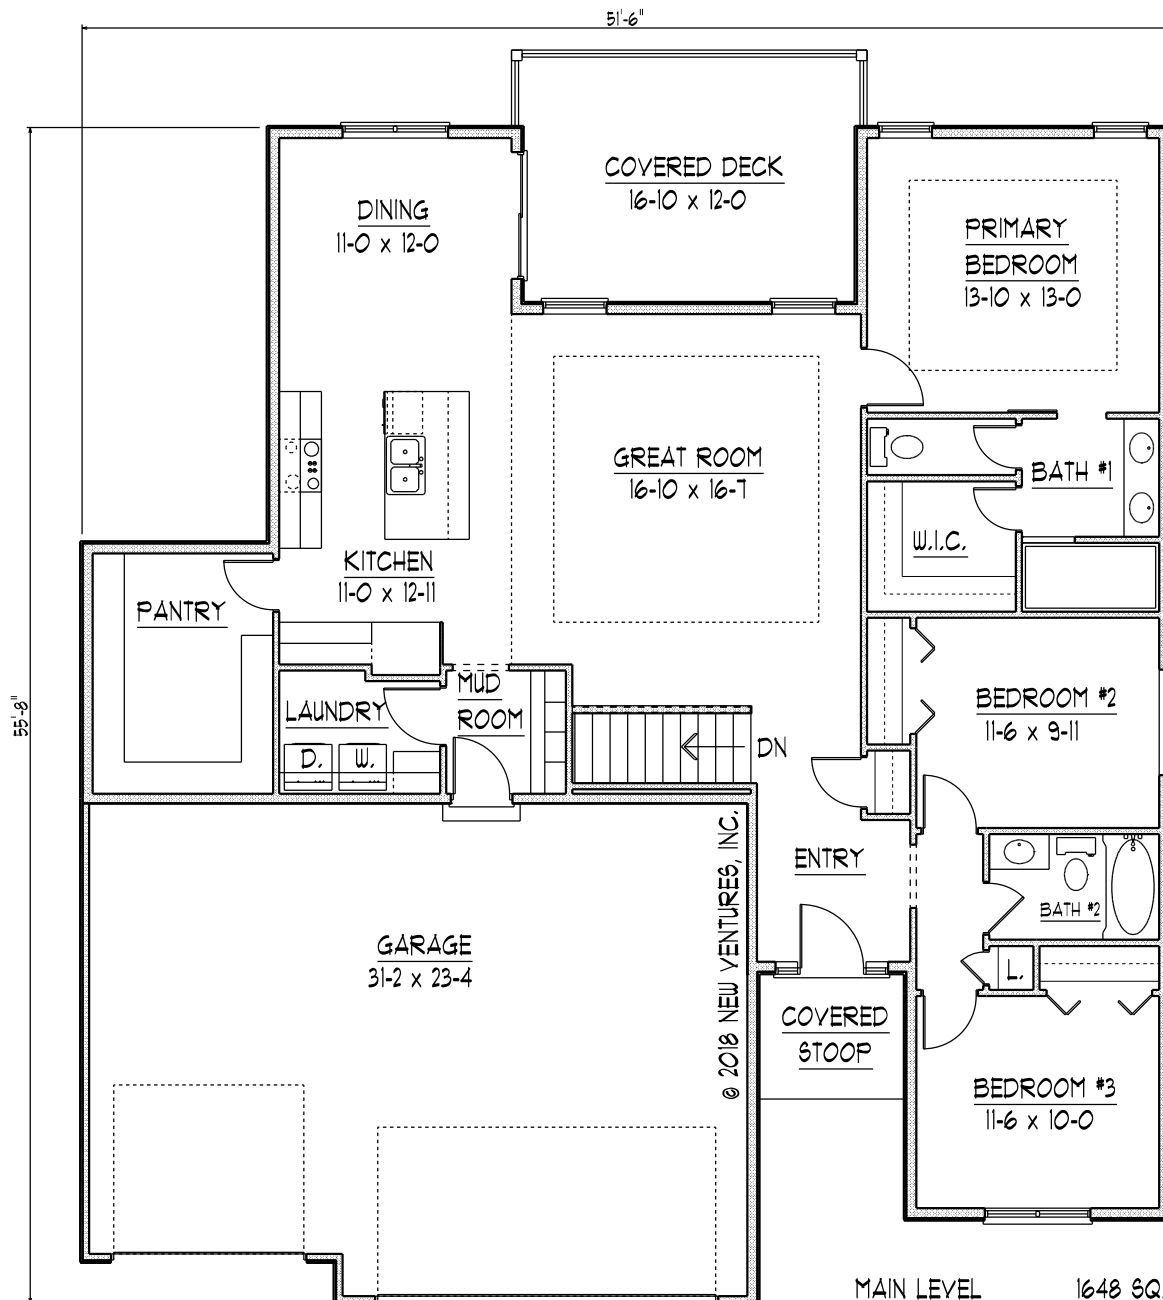 51'-6"
COVERED DECK
16-10 x 12-0
DINING
11-0 x 12-0
PRIMARY
BEDROOM
13-10 x 13-0
GREAT ROOM
16-10 x 16-7
BATH #1
W.I.C.
KITCHEN
11-0 x 12-11
PANTRY
55'-8"
LAUNDRY
MUD
ROOM
D.
W.
DN
BEDROOM #2
11-6 x 9-11
ENTRY
BATH #2
L.
GARAGE
31-2 x 23-4
© 2018 NEW VENTURES, INC.
COVERED
STOOP
BEDROOM #3
11-6 x 10-0
MAIN LEVEL 1648 SQ.